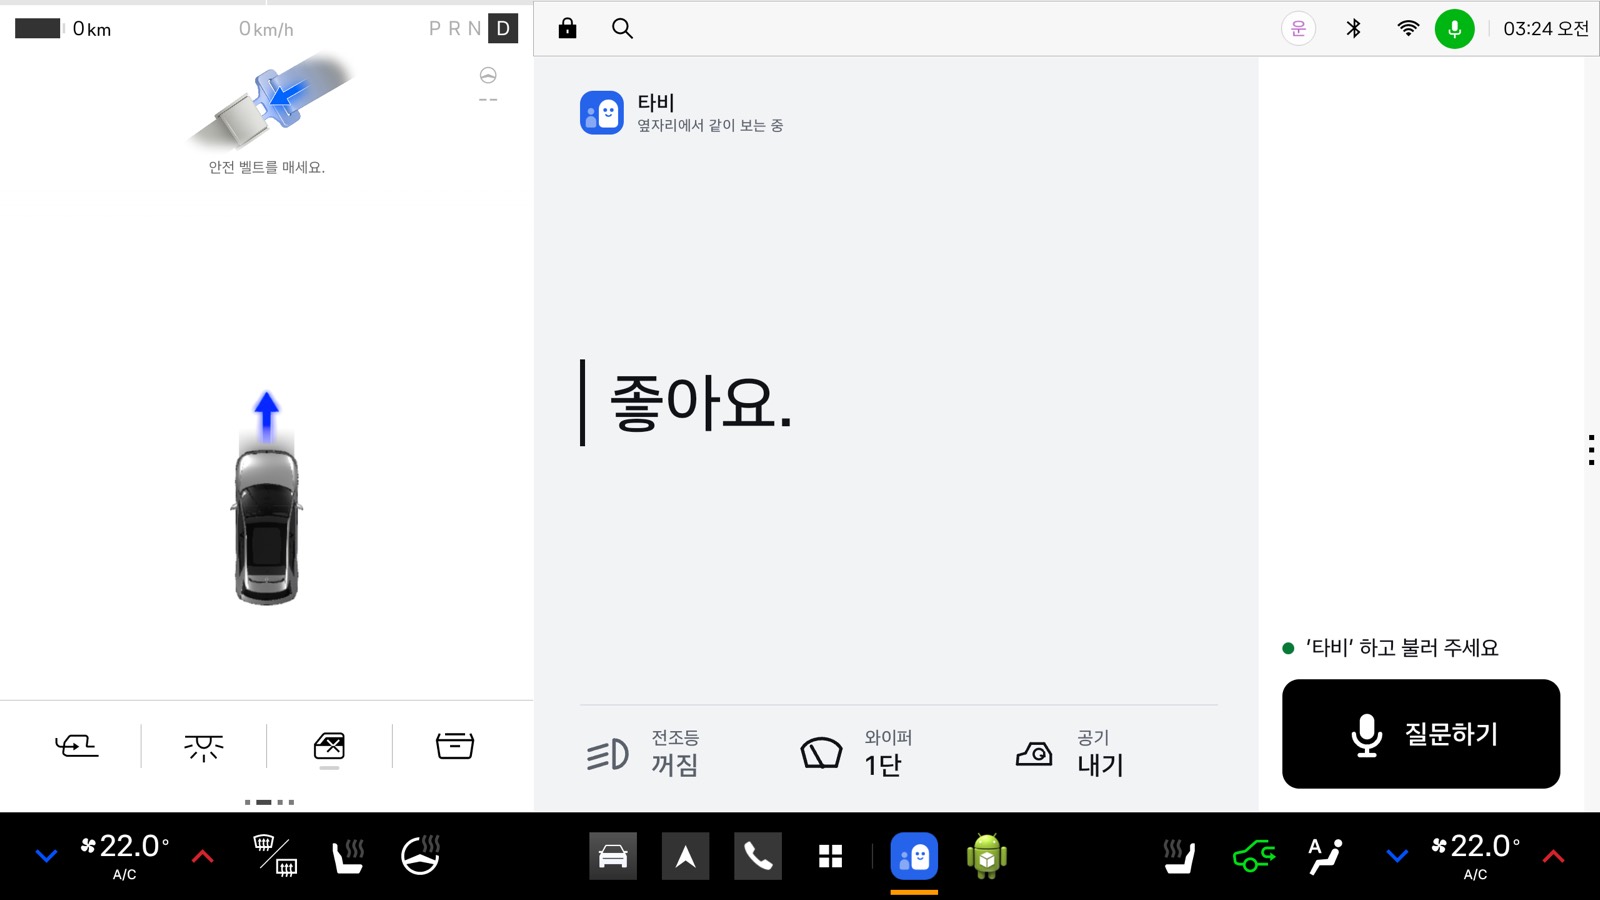 0km
0km/h
P R N D
03:24 오전
운
타비
옆자리에서 같이 보는 중
안전 벨트를 매세요.
--
좋아요.
'타비' 하고 불러 주세요
질문하기
전조등
꺼짐
와이퍼
1단
공기
내기
22.0°
A/C
A
22.0°
A/C